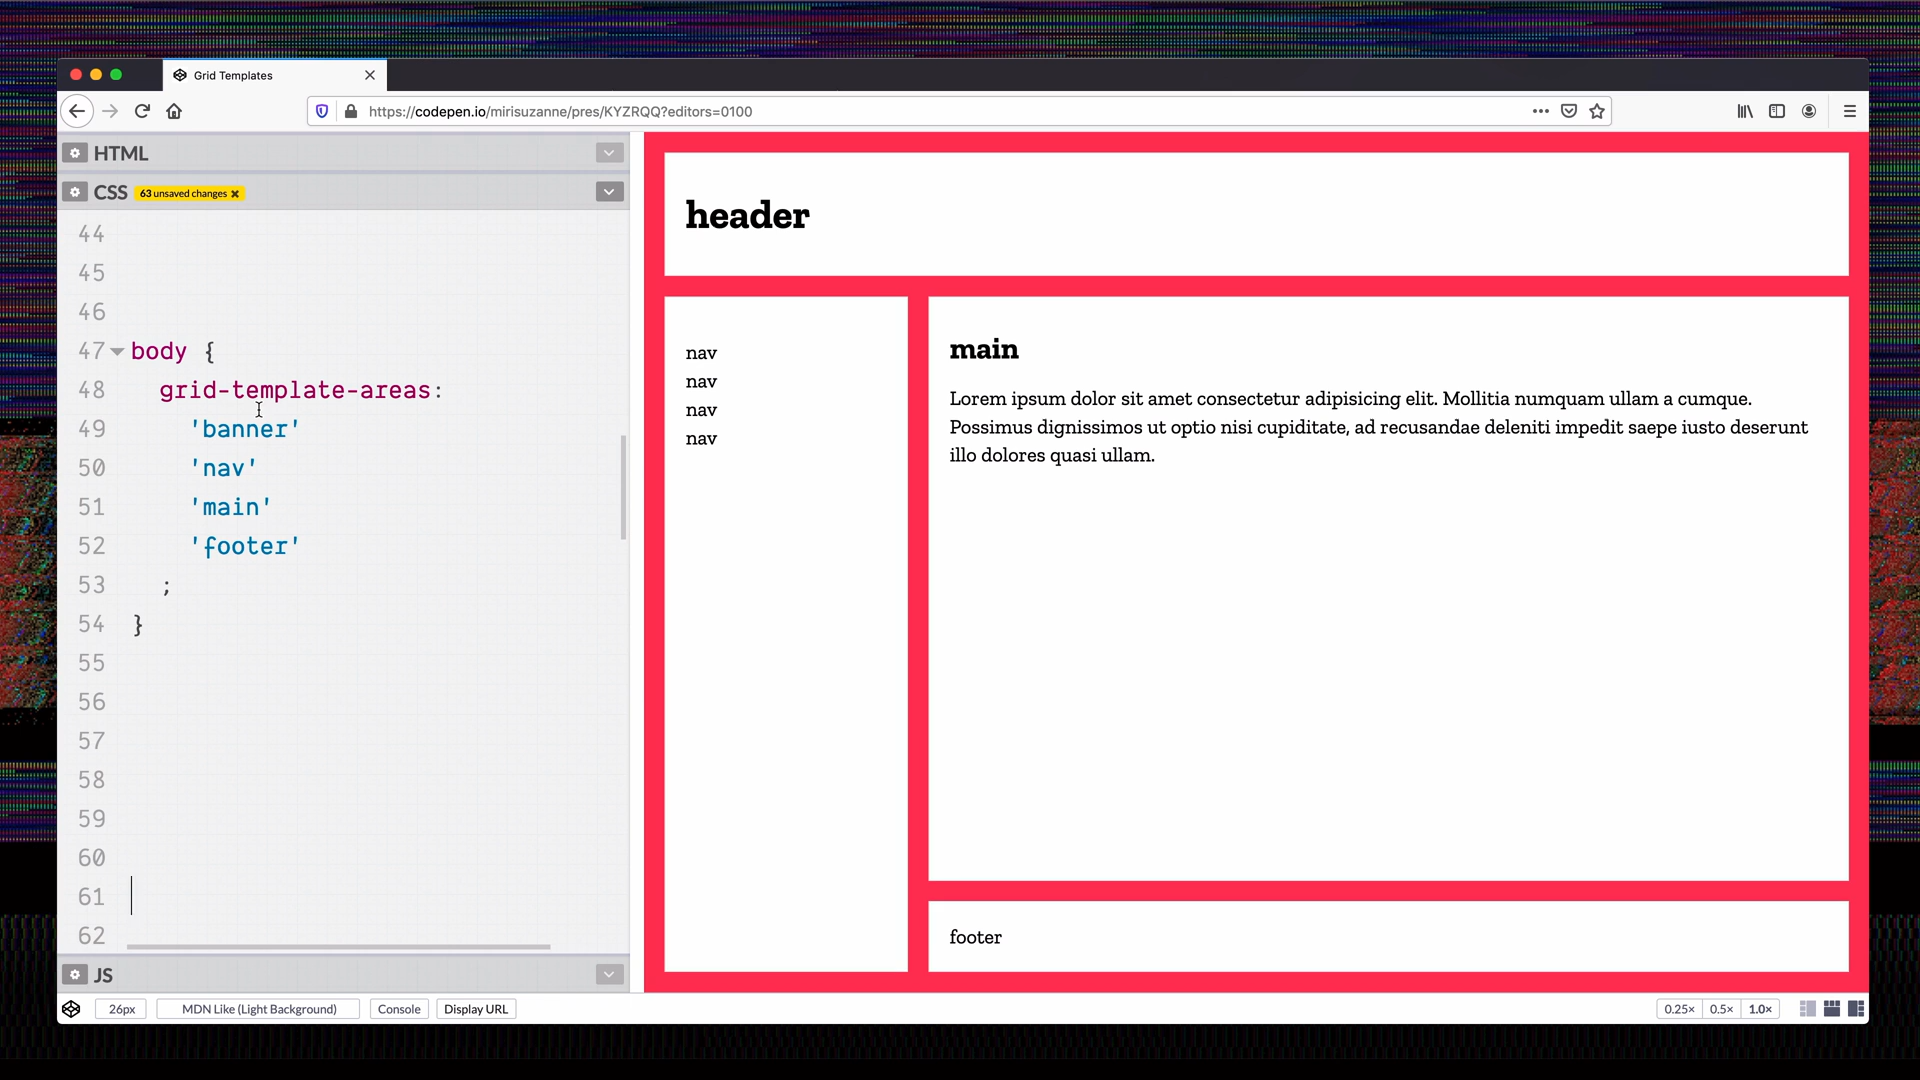 Grid Templates
https://codepen.io/mirisuzanne/pres/KYZRQQ?editors=0100
HTML
CSS 63 unsaved changes ×
44
45
46
47 body {
48 grid-template-areas:
49 'banner'
50 'nav'
51 'main'
52 'footer'
53 ;
54 }
55
56
57
58
59
60
61
62
JS
header
nav
nav
nav
nav
main
Lorem ipsum dolor sit amet consectetur adipisicing elit. Mollitia numquam ullam a cumque.
Possimus dignissimos ut optio nisi cupiditate, ad recusandae deleniti impedit saepe iusto deserunt
illo dolores quasi ullam.
footer
26px MDN Like (Light Background) Console Display URL 0.25× 0.5× 1.0×